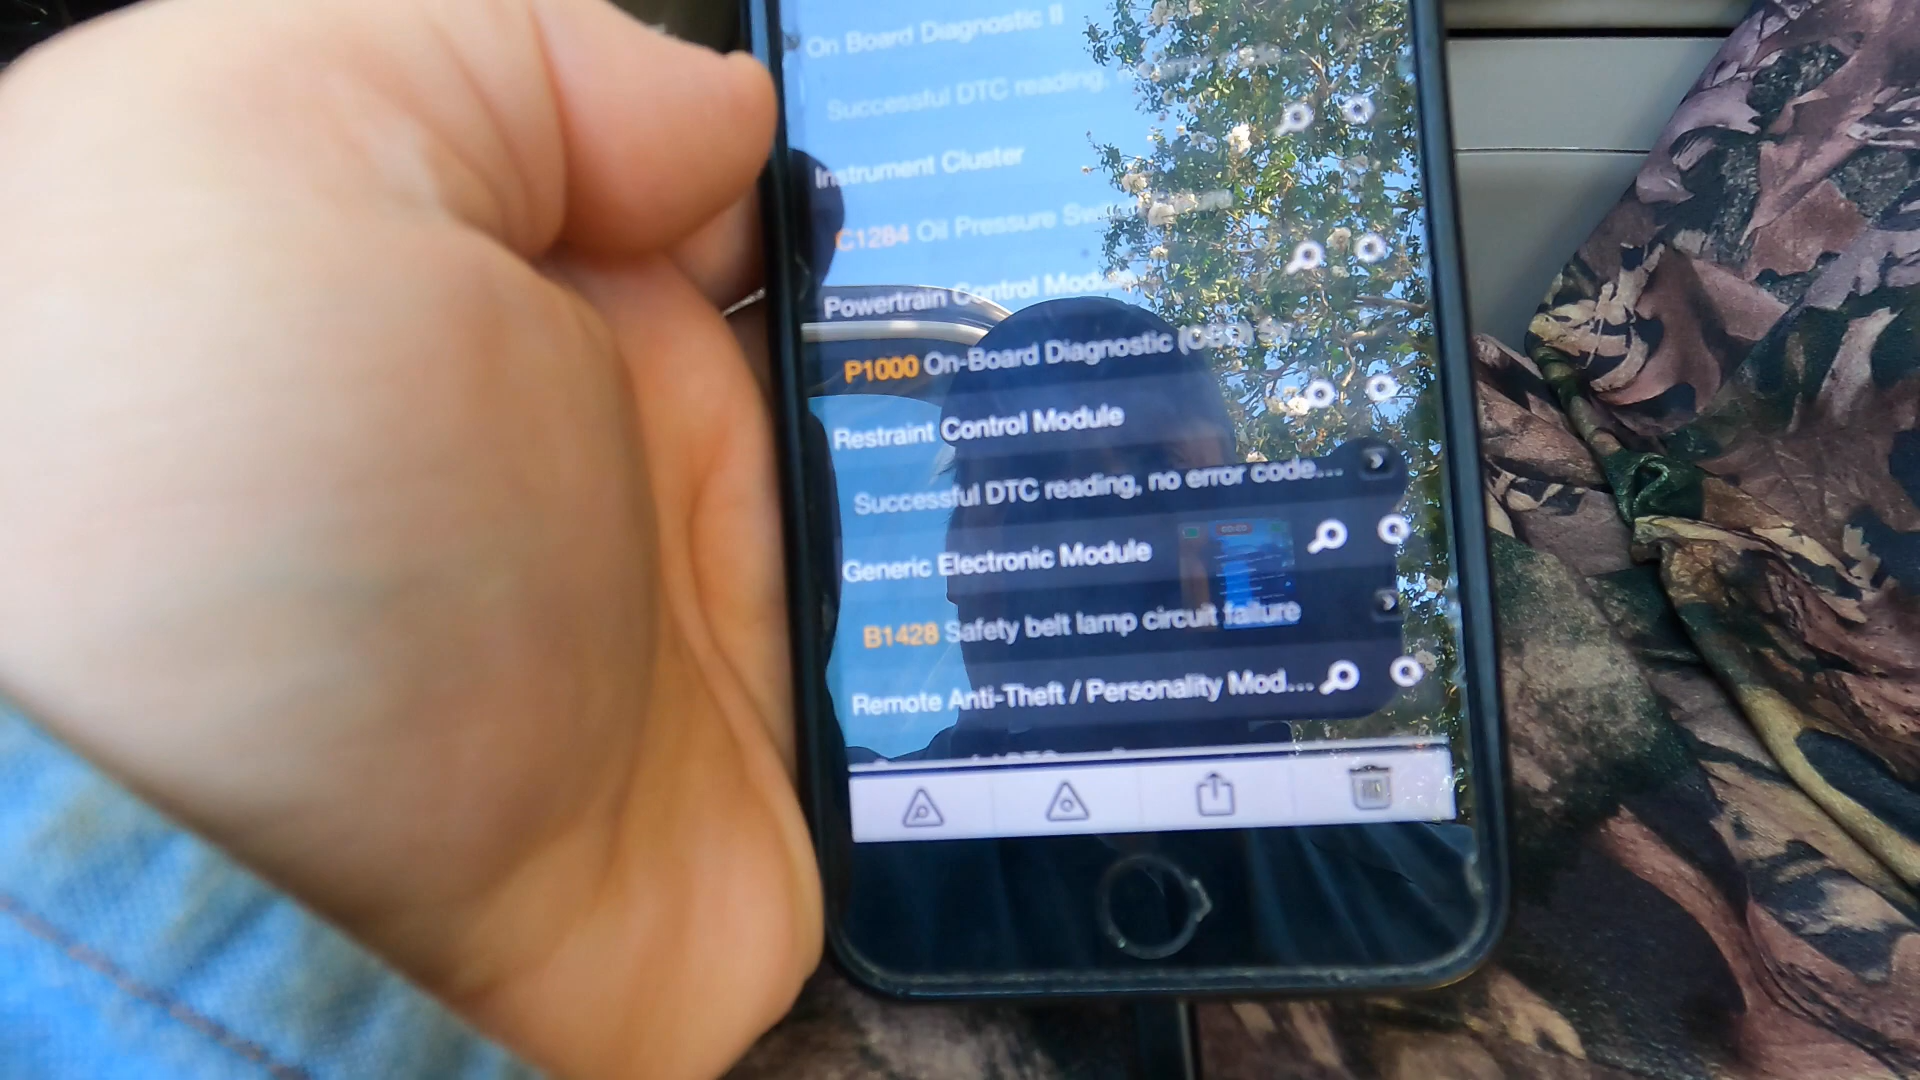 On Board Diagnostic II
Successful DTC reading,
Instrument Cluster
C1284 Oil Pressure
Powertrain Control Module
P1000 On-Board Diagnostic (OBD)
Restraint Control Module
Successful DTC reading, no error code...
Generic Electronic Module
B1428 Safety belt lamp circuit failure
Remote Anti-Theft / Personality Mod...